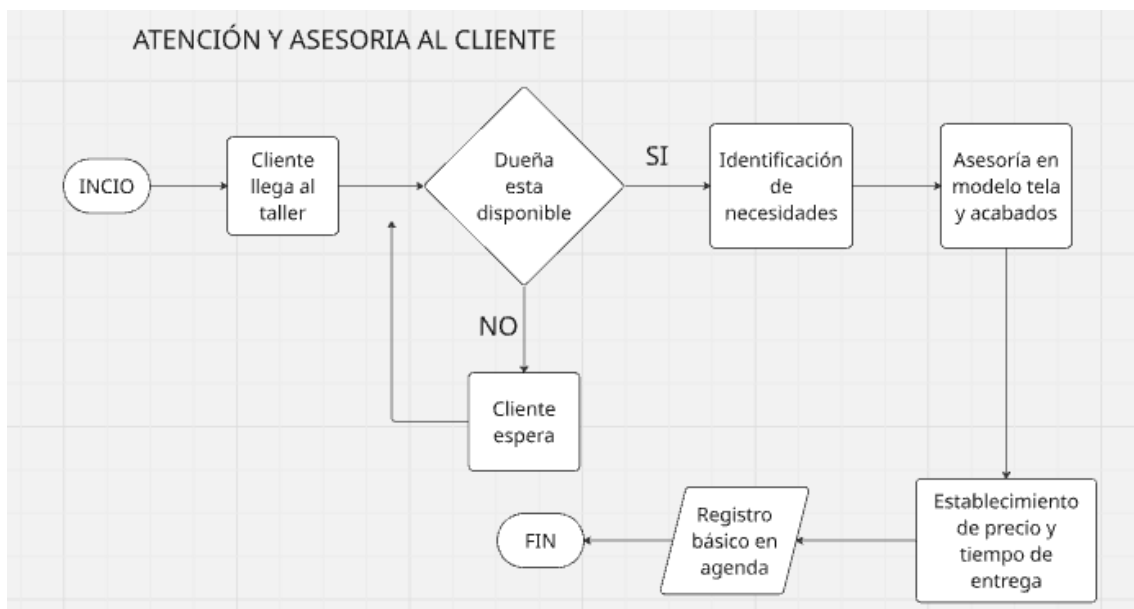 ATENCIÓN Y ASESORIA AL CLIENTE
INCIO
Cliente
llega al
taller
Dueña
esta
disponible
SI
Identificación
de
necesidades
Asesoría en
modelo tela
y acabados
NO
Cliente
espera
Establecimiento
de precio y
tiempo de
entrega
Registro
básico en
agenda
FIN